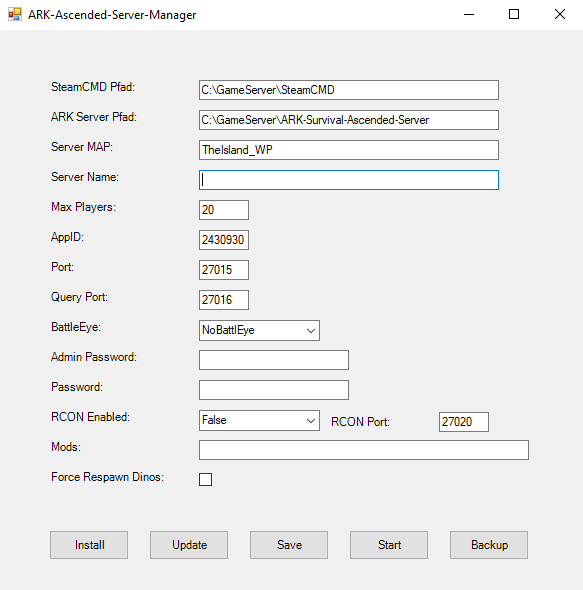 ARK-Ascended-Server-Manager
SteamCMD Pfad: C:\GameServer\SteamCMD
ARK Server Pfad: C:\GameServer\ARK-Survival-Ascended-Server
Server MAP: TheIsland_WP
Server Name:
Max Players: 20
AppID: 2430930
Port: 27015
Query Port: 27016
BattleEye: NoBattlEye
Admin Password:
Password:
RCON Enabled: False RCON Port: 27020
Mods:
Force Respawn Dinos:
Install Update Save Start Backup